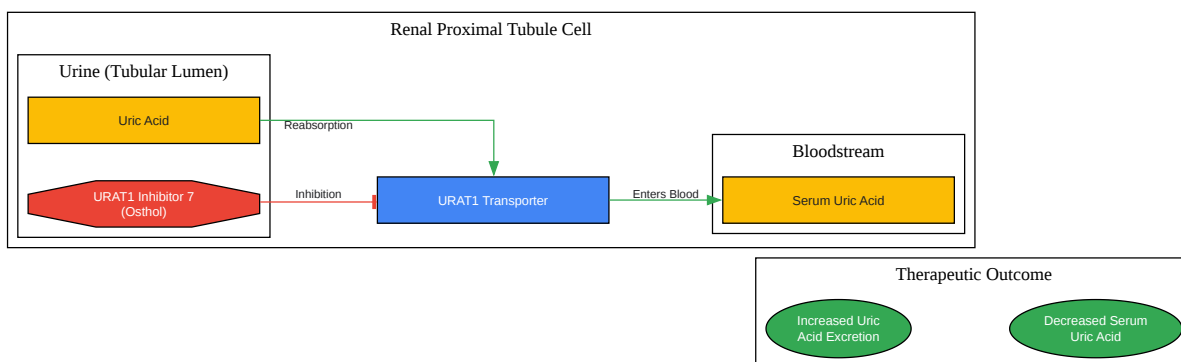 Renal Proximal Tubule Cell
Urine (Tubular Lumen)
Uric Acid
Reabsorption
Bloodstream
URAT1 Inhibitor 7
(Osthol)
Inhibition
URAT1 Transporter
Enters Blood
Serum Uric Acid
Therapeutic Outcome
Increased Uric
Acid Excretion
Decreased Serum
Uric Acid